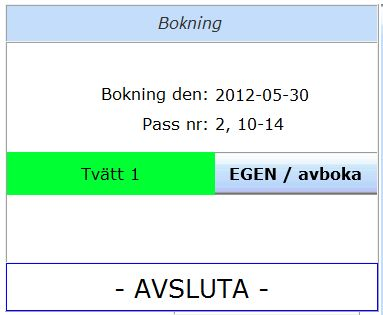 Bokning
Bokning den: 2012-05-30
Pass nr: 2, 10-14
Tvätt 1 EGEN / avboka
- AVSLUTA -